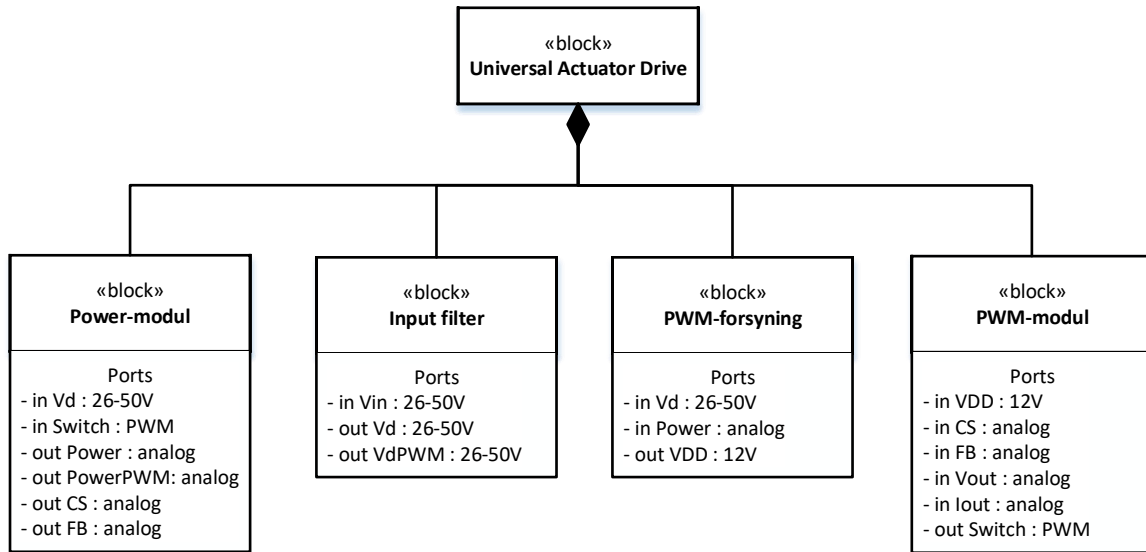 «block»
Universal Actuator Drive
«block»
Power-modul
Ports
- in Vd : 26-50V
- in Switch : PWM
- out Power : analog
- out PowerPWM: analog
- out CS : analog
- out FB : analog
«block»
Input filter
Ports
- in Vin : 26-50V
- out Vd : 26-50V
- out VdPWM : 26-50V
«block»
PWM-forsyning
Ports
- in Vd : 26-50V
- in Power : analog
- out VDD : 12V
«block»
PWM-modul
Ports
- in VDD : 12V
- in CS : analog
- in FB : analog
- in Vout : analog
- in Iout : analog
- out Switch : PWM